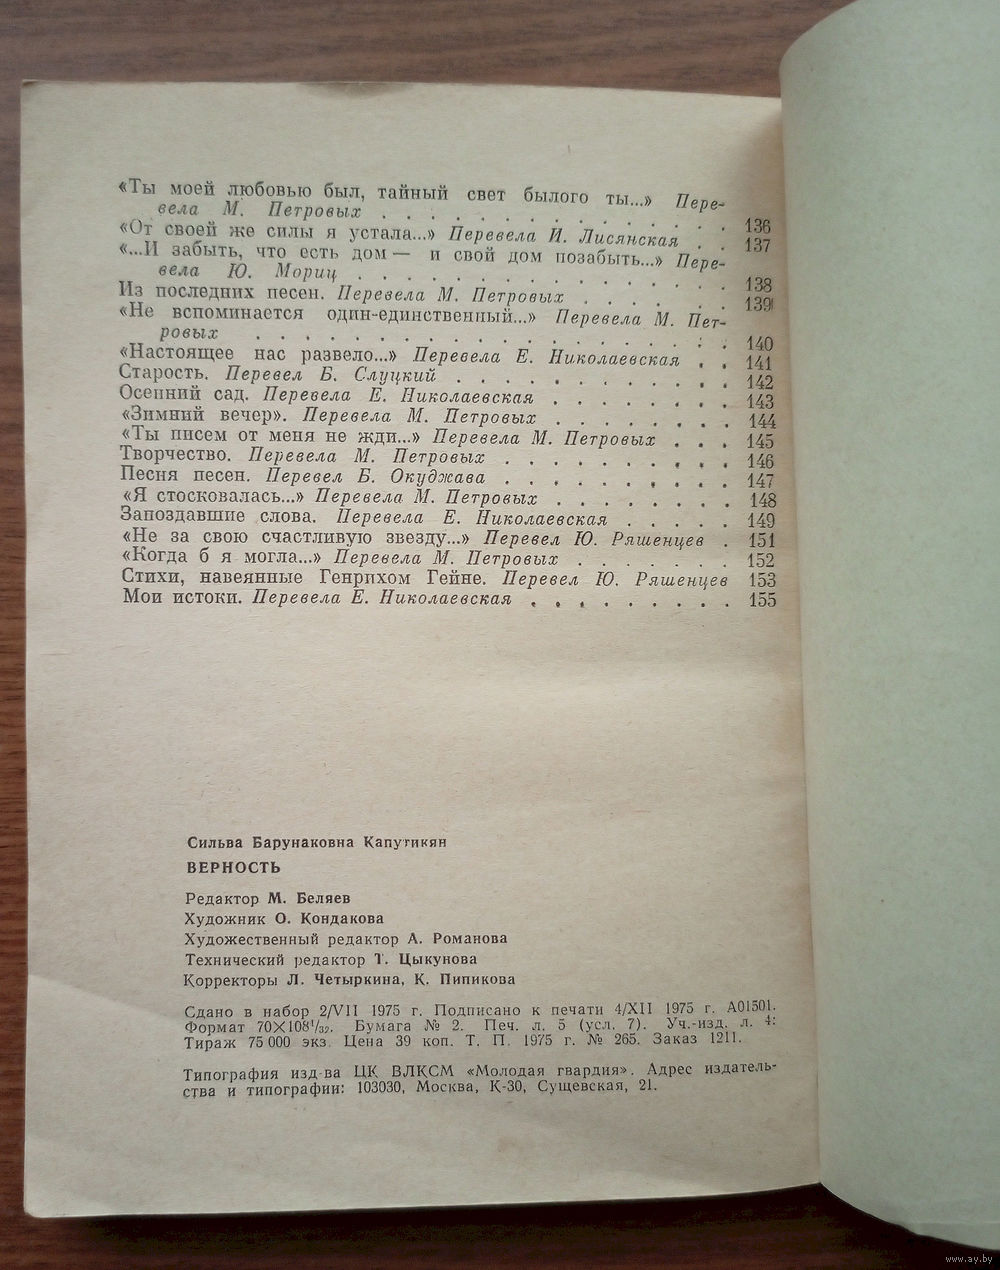 «Ты моей любовью был, тайный свет былого ты...» Пере-
вела М. Петровых . . . . . . . . . . . . . 136
«От своей же силы я устала...» Перевела И. Лисянская . . 137
«...И забыть, что есть дом — и свой дом позабыть...» Пере-
вела Ю. Мориц . . . . . . . . . . . . . 138
Из последних песен. Перевела М. Петровых . . . . . . 139
«Не вспоминается один-единственный...» Перевела М. Пет-
ровых . . . . . . . . . . . . . . . . 140
«Настоящее нас развело...» Перевела Е. Николаевская . . 141
Старость. Перевел Б. Слуцкий . . . . . . . . . . 142
Осенний сад. Перевела Е. Николаевская . . . . . . . 143
«Зимний вечер». Перевела М. Петровых . . . . . . . 144
«Ты писем от меня не жди...» Перевела М. Петровых . . . 145
Творчество. Перевела М. Петровых . . . . . . . . 146
Песня песен. Перевел Б. Окуджава . . . . . . . . 147
«Я стосковалась...» Перевела М. Петровых . . . . . . 148
Запоздавшие слова. Перевела Е. Николаевская . . . . . 149
«Не за свою счастливую звезду...» Перевел Ю. Ряшенцев . 151
«Когда б я могла...» Перевела М. Петровых . . . . . . 152
Стихи, навеянные Генрихом Гейне. Перевел Ю. Ряшенцев 153
Мои истоки. Перевела Е. Николаевская . . . . . . . . 155
Сильва Барунаковна Капутикян
ВЕРНОСТЬ
Редактор М. Беляев
Художник О. Кондакова
Художественный редактор А. Романова
Технический редактор Т. Цыкунова
Корректоры Л. Четыркина, К. Пипикова
Сдано в набор 2/VII 1975 г. Подписано к печати 4/XII 1975 г. А01501.
Формат 70×108¹/₃₂. Бумага № 2. Печ. л. 5 (усл. 7). Уч.-изд. л. 4.
Тираж 75 000 экз. Цена 39 коп. Т. П. 1975 г. № 265. Заказ 1211.
Типография изд-ва ЦК ВЛКСМ «Молодая гвардия». Адрес издатель-
ства и типографии: 103030, Москва, К-30, Сущевская, 21.
www.ay.by